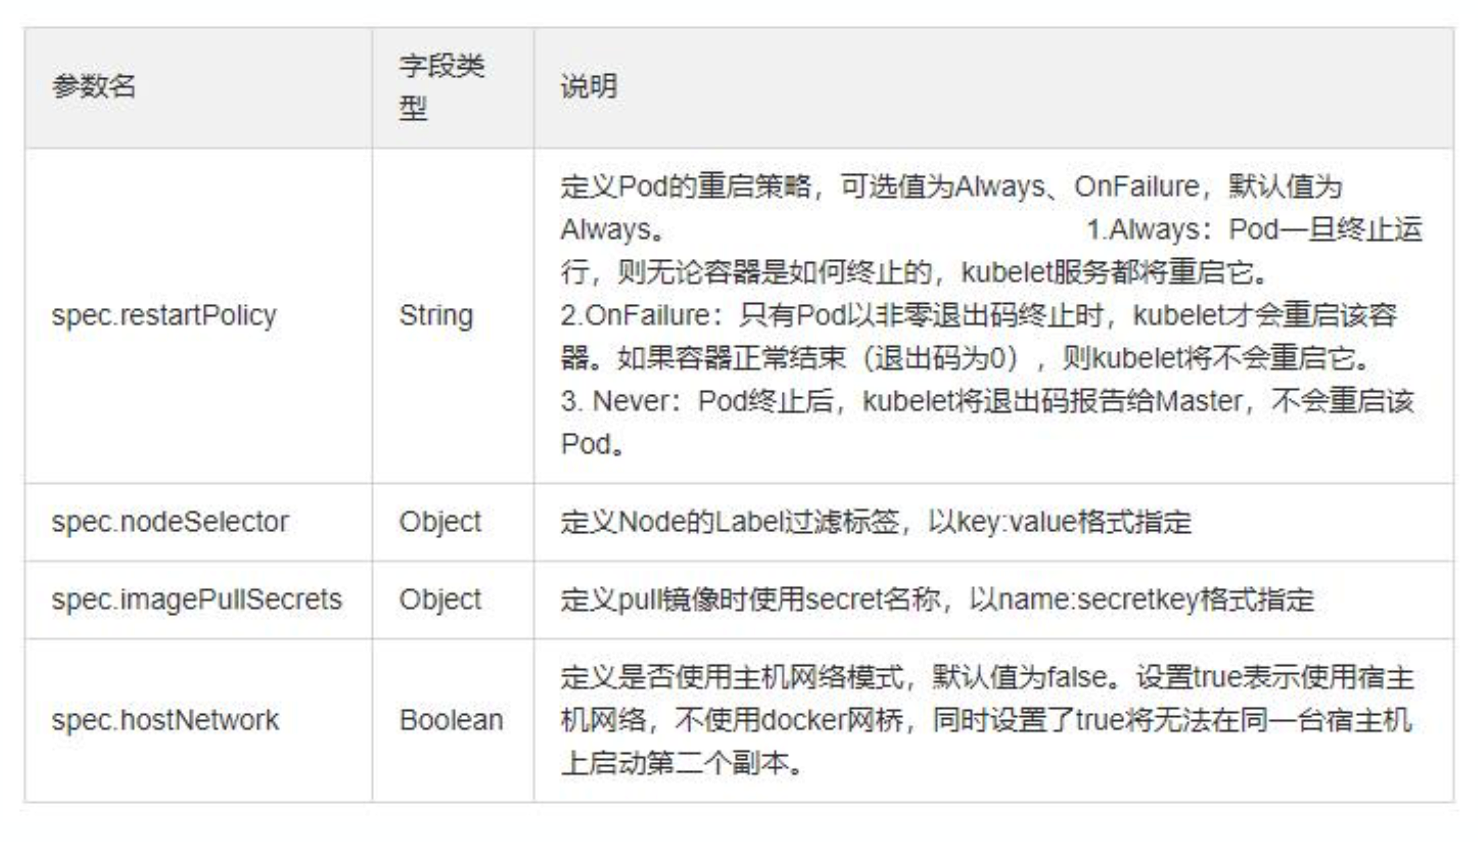 参数名
字段类
型
说明
spec.restartPolicy
String
定义Pod的重启策略，可选值为Always、OnFailure，默认值为
Always。 1.Always：Pod一旦终止运
行，则无论容器是如何终止的，kubelet服务都将重启它。
2.OnFailure：只有Pod以非零退出码终止时，kubelet才会重启该容
器。如果容器正常结束（退出码为0），则kubelet将不会重启它。
3. Never：Pod终止后，kubelet将退出码报告给Master，不会重启该
Pod。
spec.nodeSelector
Object
定义Node的Label过滤标签，以key:value格式指定
spec.imagePullSecrets
Object
定义pull镜像时使用secret名称，以name:secretkey格式指定
spec.hostNetwork
Boolean
定义是否使用主机网络模式，默认值为false。设置true表示使用宿主
机网络，不使用docker网桥，同时设置了true将无法在同一台宿主机
上启动第二个副本。